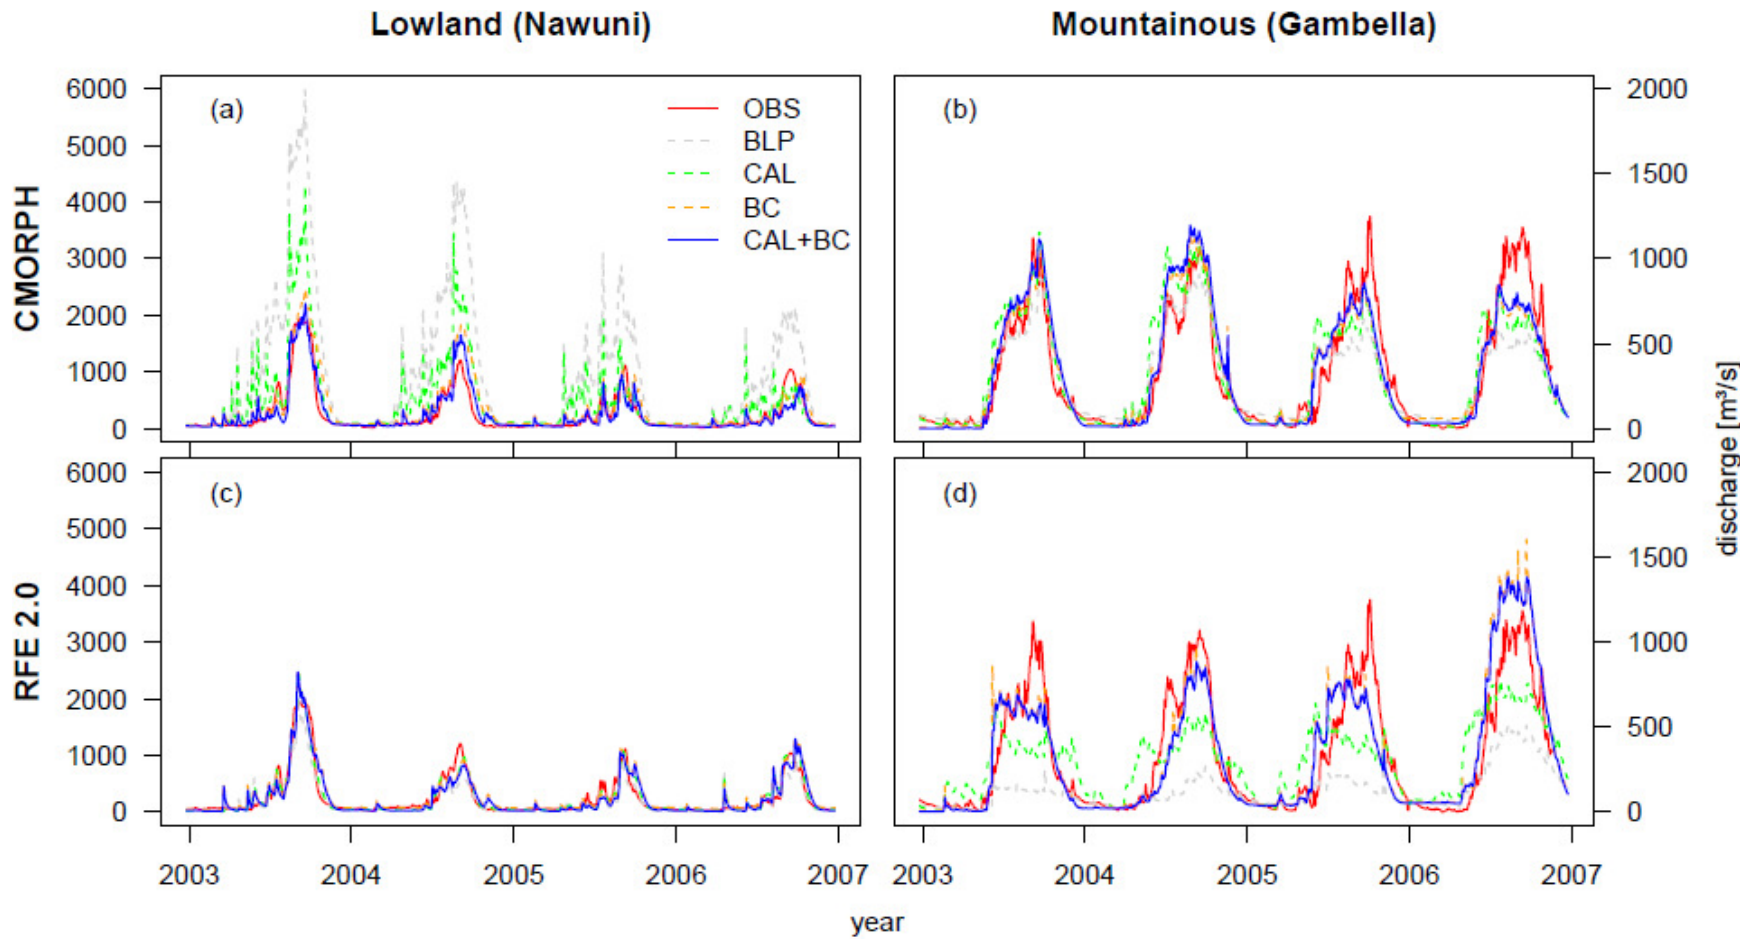 Lowland (Nawuni)
Mountainous (Gambella)
CMORPH
6000
5000
4000
3000
2000
1000
0
(a)
OBS
BLP
CAL
BC
CAL+BC
(b)
2000
1500
1000
500
0
RFE 2.0
6000
5000
4000
3000
2000
1000
0
(c)
(d)
2000
1500
1000
500
0
discharge [m³/s]
2003
2004
2005
2006
2007
2003
2004
2005
2006
2007
year